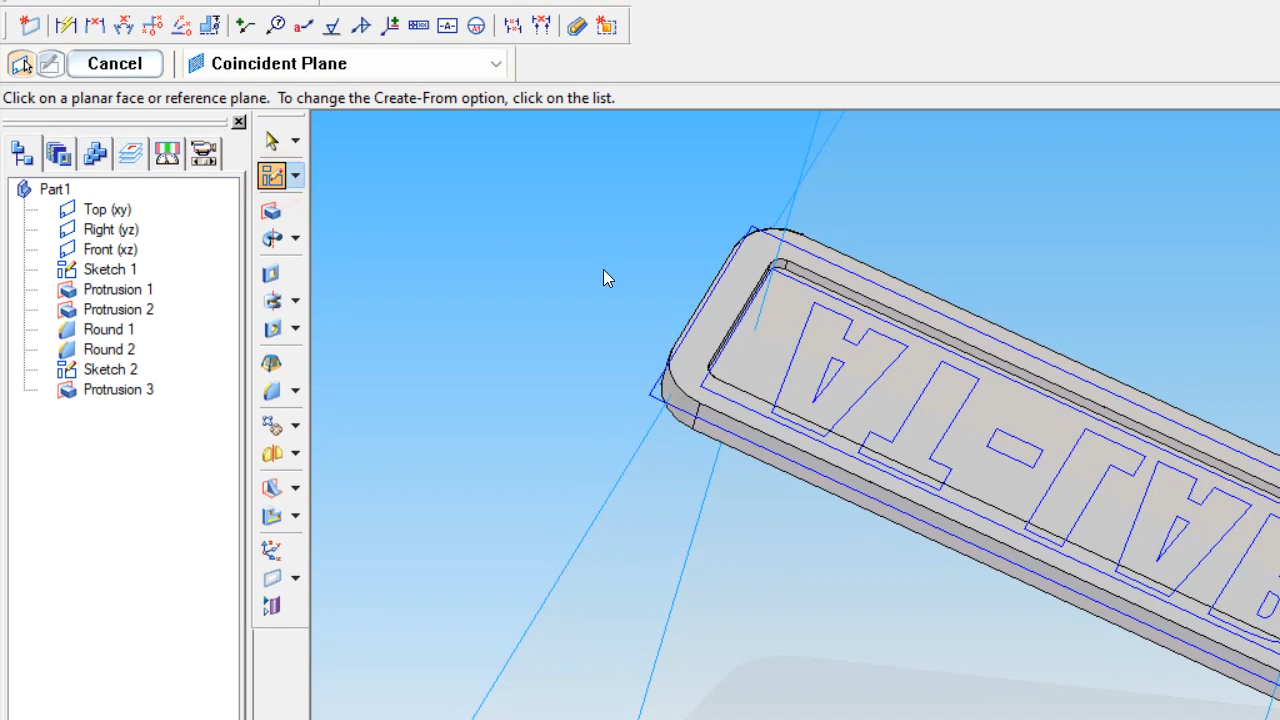 Cancel
Coincident Plane
Click on a planar face or reference plane.  To change the Create-From option, click on the list.
Part1
Top (xy)
Right (yz)
Front (xz)
Sketch 1
Protrusion 1
Protrusion 2
Round 1
Round 2
Sketch 2
Protrusion 3